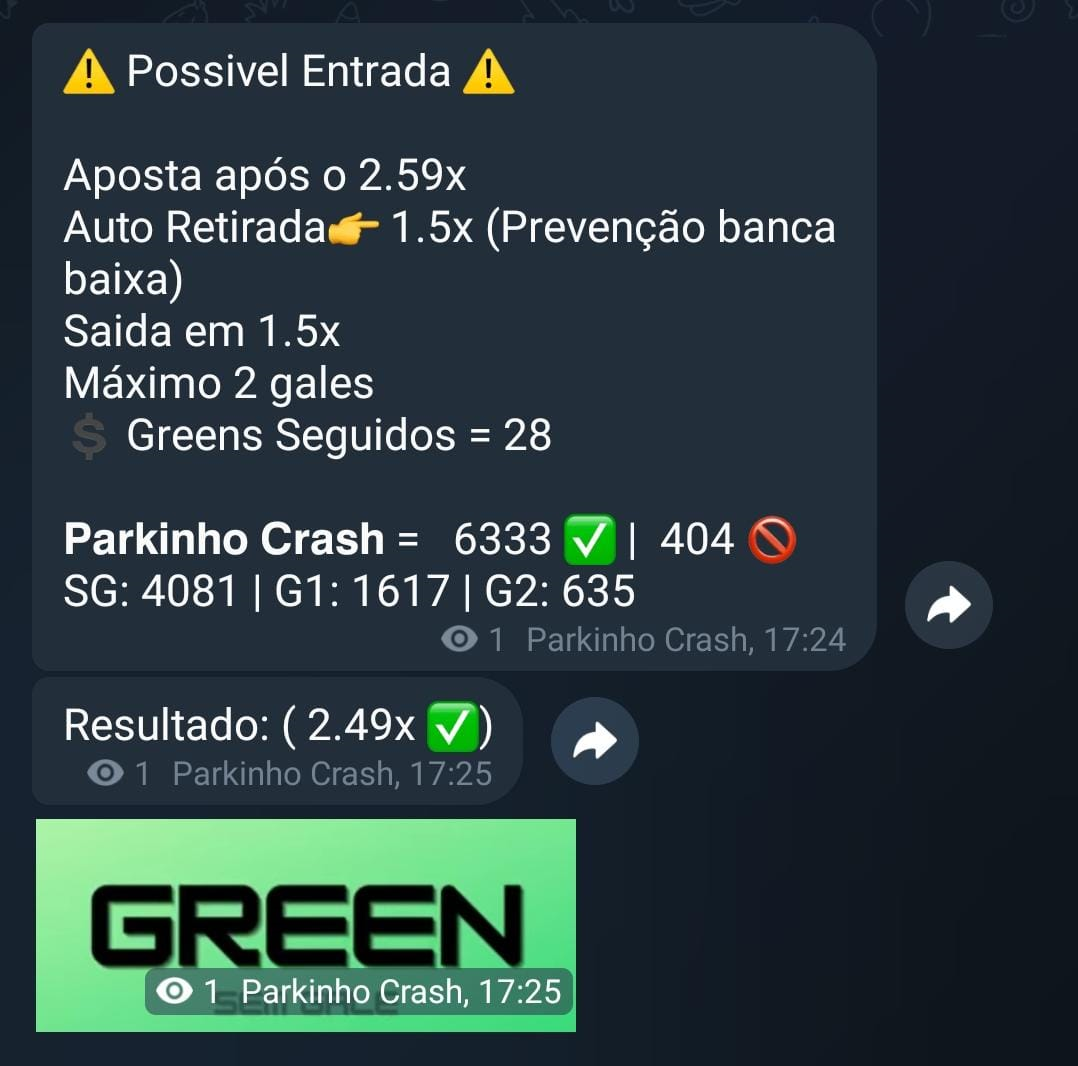 ⚠️ Possivel Entrada ⚠️
Aposta após o 2.59x
Auto Retirada👉 1.5x (Prevenção banca
baixa)
Saida em 1.5x
Máximo 2 gales
💲 Greens Seguidos = 28
Parkinho Crash = 6333 ✅ | 404 🚫
SG: 4081 | G1: 1617 | G2: 635
1 Parkinho Crash, 17:24
Resultado: ( 2.49x ✅)
1 Parkinho Crash, 17:25
GREEN
SEM GALE
1 Parkinho Crash, 17:25